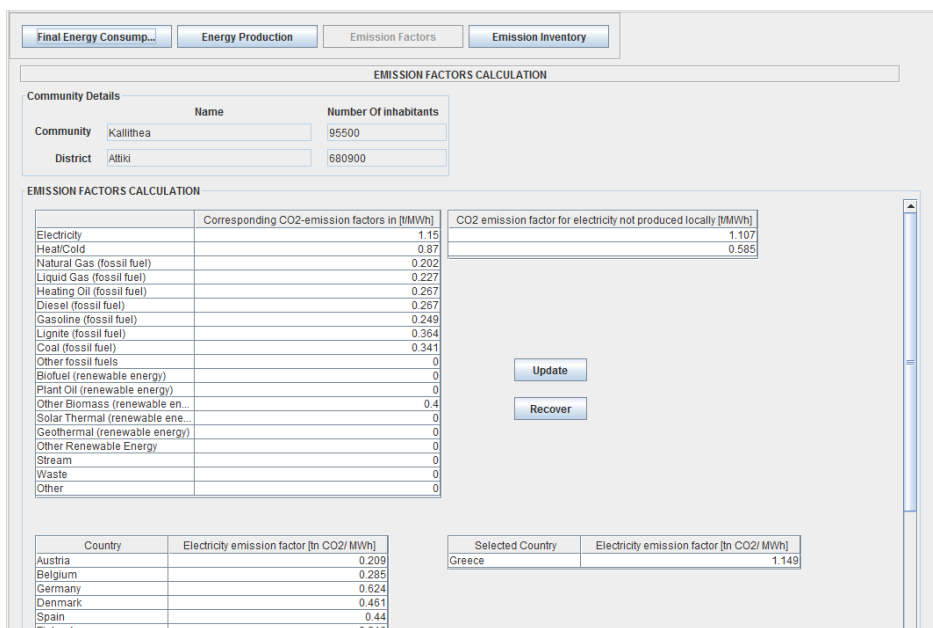 Final Energy Consump... Energy Production Emission Factors Emission Inventory
EMISSION FACTORS CALCULATION
Community Details
Name Number Of inhabitants
Community Kallithea 95500
District Attiki 680900
EMISSION FACTORS CALCULATION
Corresponding CO2-emission factors in [t/MWh] CO2 emission factor for electricity not produced locally [t/MWh]
Electricity 1.15 1.107
Heat/Cold 0.87 0.585
Natural Gas (fossil fuel) 0.202
Liquid Gas (fossil fuel) 0.227
Heating Oil (fossil fuel) 0.267
Diesel (fossil fuel) 0.267
Gasoline (fossil fuel) 0.249
Lignite (fossil fuel) 0.364
Coal (fossil fuel) 0.341
Other fossil fuels 0
Biofuel (renewable energy) 0
Plant Oil (renewable energy) 0
Other Biomass (renewable en... 0.4
Solar Thermal (renewable ene... 0
Geothermal (renewable energy) 0
Other Renewable Energy 0
Stream 0
Waste 0
Other 0
Update
Recover
Country Electricity emission factor [tn CO2/ MWh] Selected Country Electricity emission factor [tn CO2/ MWh]
Austria 0.209 Greece 1.149
Belgium 0.285
Germany 0.624
Denmark 0.461
Spain 0.44